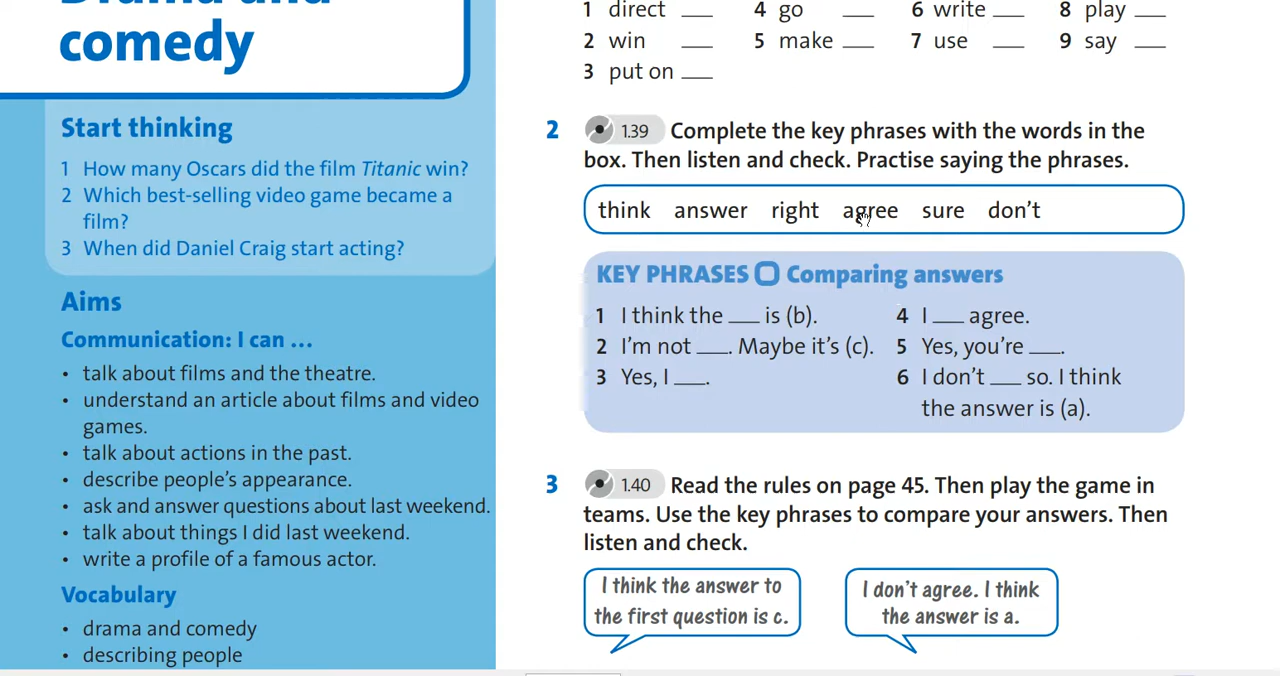 Drama and
comedy
Start thinking
1 How many Oscars did the film Titanic win?
2 Which best-selling video game became a
film?
3 When did Daniel Craig start acting?
Aims
Communication: I can ...
• talk about films and the theatre.
• understand an article about films and video
games.
• talk about actions in the past.
• describe people's appearance.
• ask and answer questions about last weekend.
• talk about things I did last weekend.
• write a profile of a famous actor.
Vocabulary
• drama and comedy
• describing people
1 direct ___ 4 go ___ 6 write ___ 8 play ___
2 win ___ 5 make ___ 7 use ___ 9 say ___
3 put on ___
2 1.39 Complete the key phrases with the words in the
box. Then listen and check. Practise saying the phrases.
think answer right agree sure don't
KEY PHRASES Comparing answers
1 I think the ___ is (b).
2 I'm not ___. Maybe it's (c).
3 Yes, I ___.
4 I ___ agree.
5 Yes, you're ___.
6 I don't ___ so. I think
the answer is (a).
3 1.40 Read the rules on page 45. Then play the game in
teams. Use the key phrases to compare your answers. Then
listen and check.
I think the answer to
the first question is c.
I don't agree. I think
the answer is a.